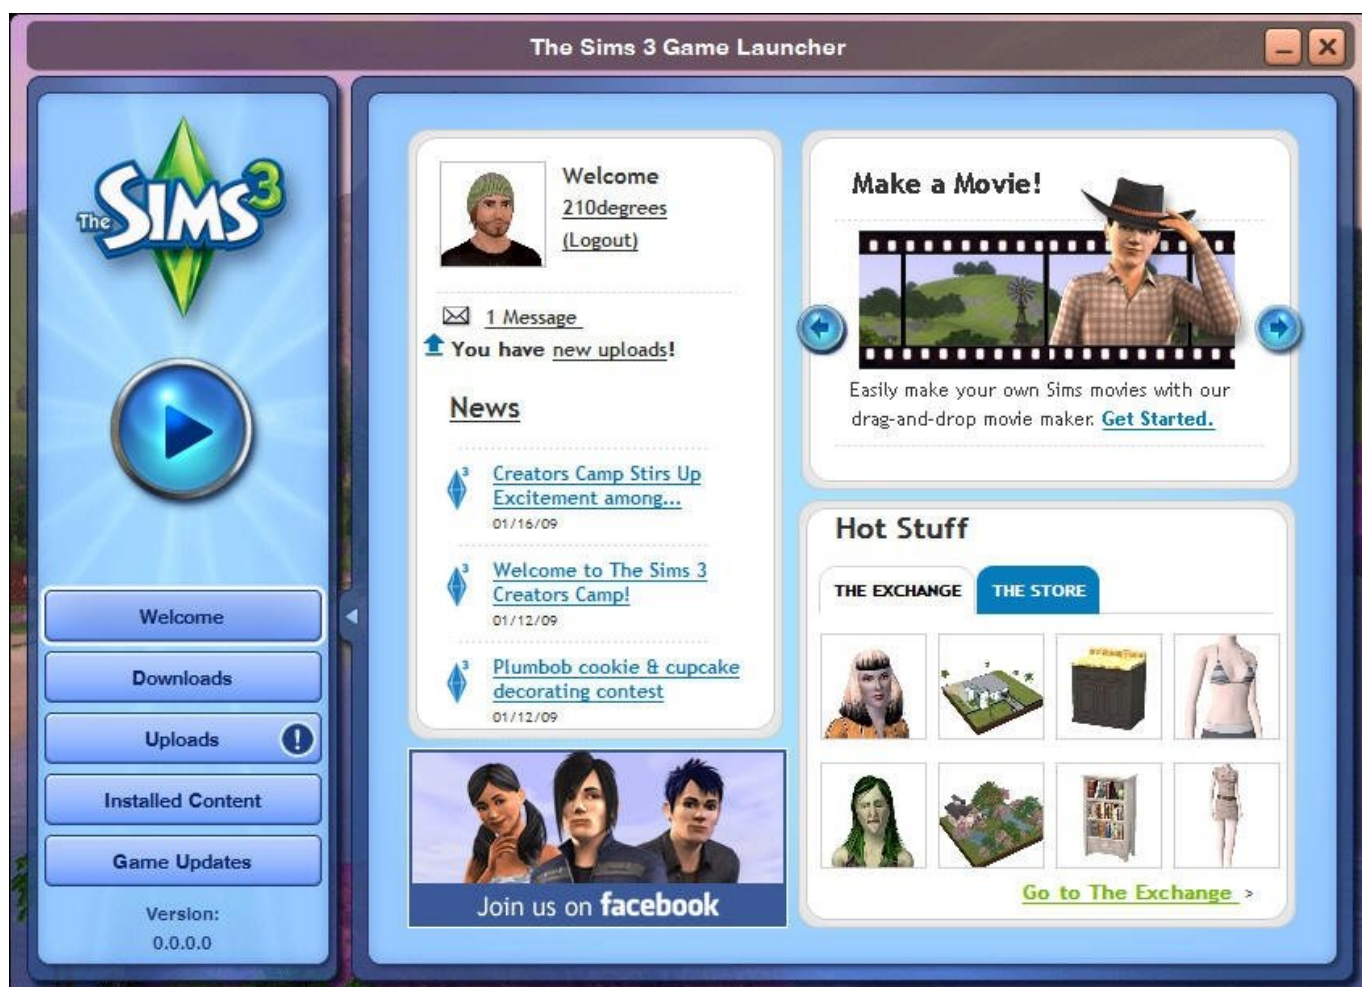 The Sims 3 Game Launcher
The SIMS 3
Welcome
Downloads
Uploads
Installed Content
Game Updates
Version:
0.0.0.0
Welcome
210degrees
(Logout)
1 Message
You have new uploads!
News
Creators Camp Stirs Up
Excitement among...
01/16/09
Welcome to The Sims 3
Creators Camp!
01/12/09
Plumbob cookie & cupcake
decorating contest
01/12/09
Join us on facebook
Make a Movie!
Easily make your own Sims movies with our
drag-and-drop movie maker. Get Started.
Hot Stuff
THE EXCHANGE THE STORE
Go to The Exchange >